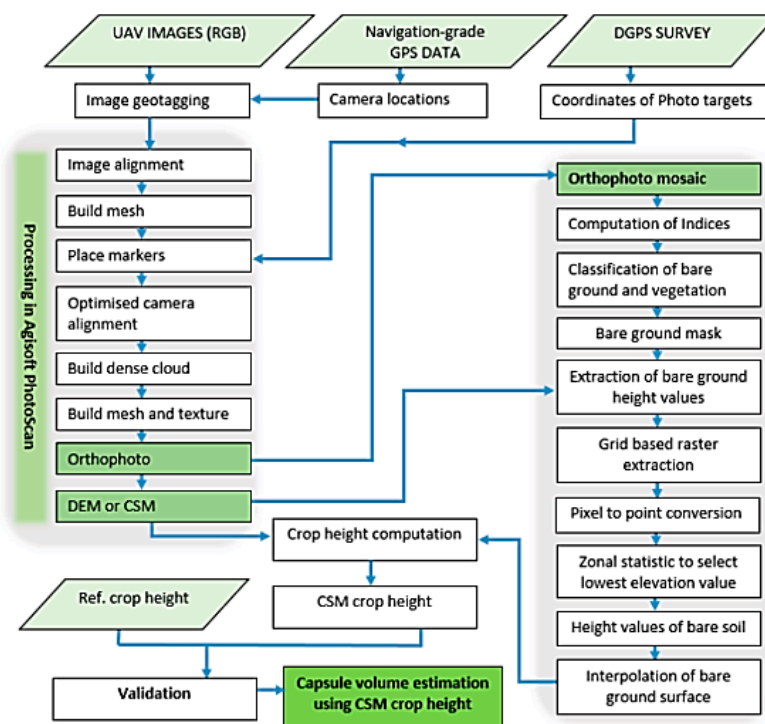 UAV IMAGES (RGB)
Navigation-grade
GPS DATA
DGPS SURVEY
Image geotagging
Camera locations
Coordinates of Photo targets
Processing in Agisoft PhotoScan
Image alignment
Build mesh
Place markers
Optimised camera
alignment
Build dense cloud
Build mesh and texture
Orthophoto
DEM or CSM
Orthophoto mosaic
Computation of Indices
Classification of bare
ground and vegetation
Bare ground mask
Extraction of bare ground
height values
Grid based raster
extraction
Pixel to point conversion
Zonal statistic to select
lowest elevation value
Height values of bare soil
Interpolation of bare
ground surface
Crop height computation
CSM crop height
Ref. crop height
Validation
Capsule volume estimation
using CSM crop height